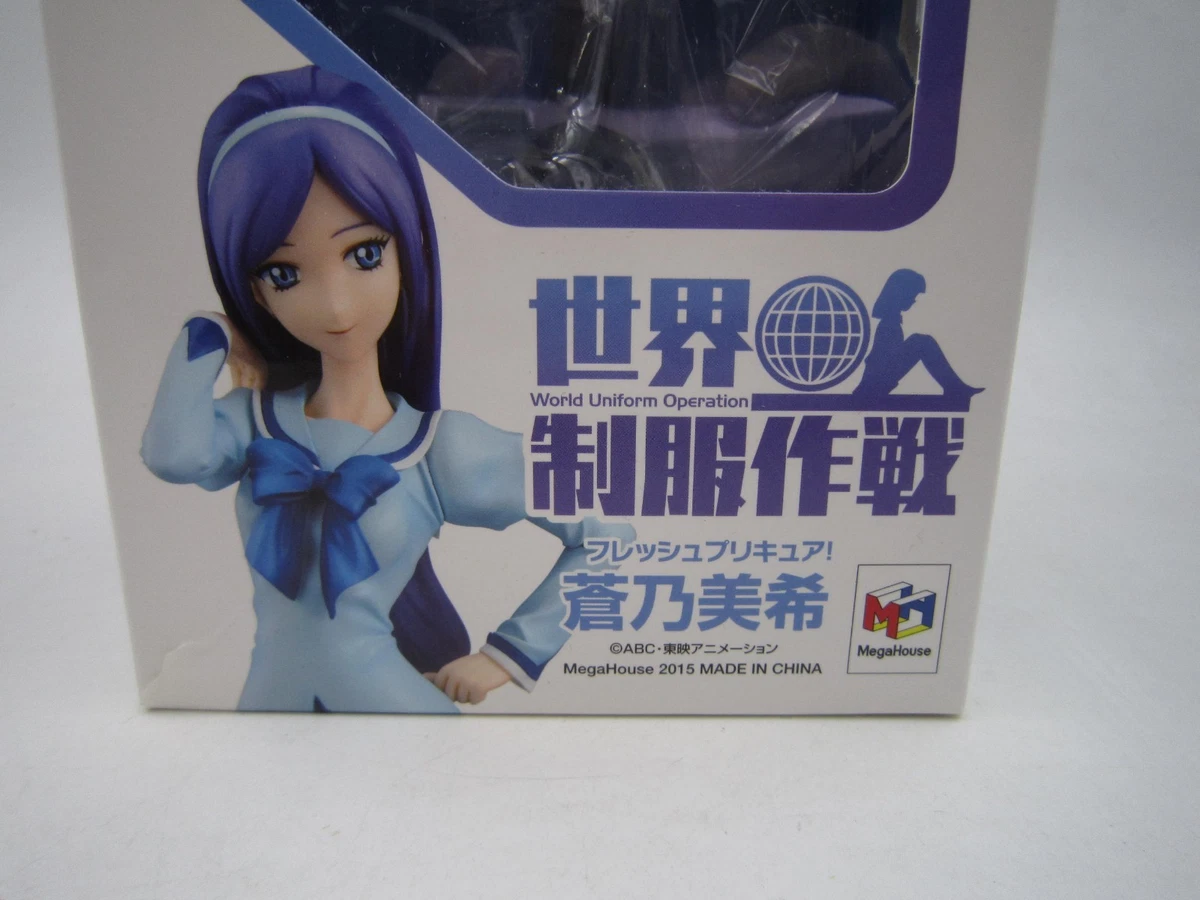 世界
World Uniform Operation
制服作戦
フレッシュプリキュア!
蒼乃美希
©ABC・東映アニメーション
MegaHouse 2015 MADE IN CHINA
MH
MegaHouse